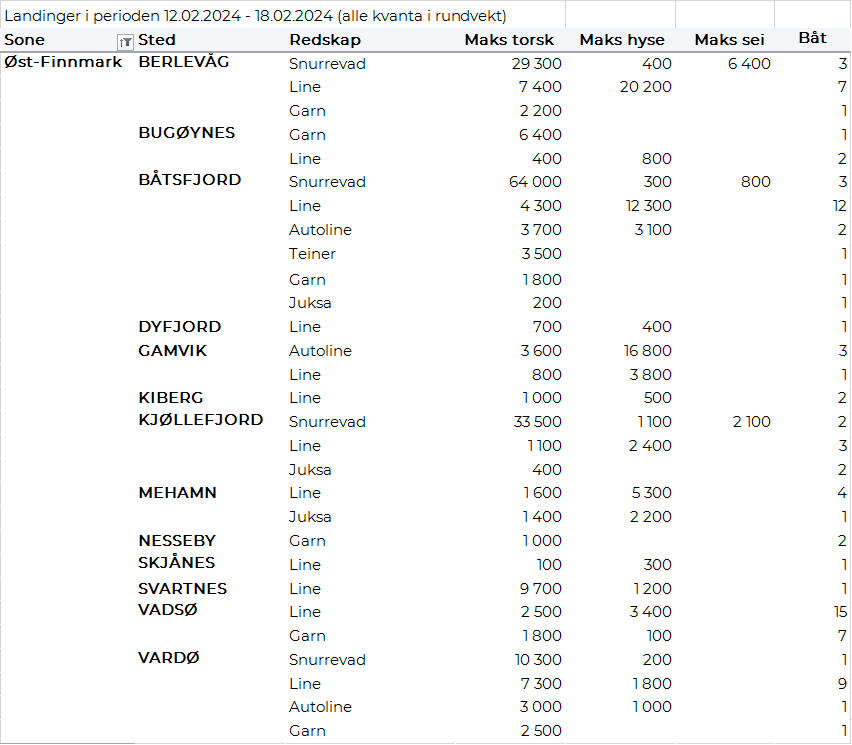 Landinger i perioden 12.02.2024 - 18.02.2024 (alle kvanta i rundvekt)
Sone Sted Redskap Maks torsk Maks hyse Maks sei Båt
Øst-Finnmark BERLEVÅG Snurrevad 29 300 400 6 400 3
Line 7 400 20 200 7
Garn 2 200 1
BUGØYNES Garn 6 400 1
Line 400 800 2
BÅTSFJORD Snurrevad 64 000 300 800 3
Line 4 300 12 300 12
Autoline 3 700 3 100 2
Teiner 3 500 1
Garn 1 800 1
Juksa 200 1
DYFJORD Line 700 400 1
GAMVIK Autoline 3 600 16 800 3
Line 800 3 800 1
KIBERG Line 1 000 500 2
KJØLLEFJORD Snurrevad 33 500 1 100 2 100 2
Line 1 100 2 400 3
Juksa 400 2
MEHAMN Line 1 600 5 300 4
Juksa 1 400 2 200 1
NESSEBY Garn 1 000 2
SKJÅNES Line 100 300 1
SVARTNES Line 9 700 1 200 1
VADSØ Line 2 500 3 400 15
Garn 1 800 100 7
VARDØ Snurrevad 10 300 200 1
Line 7 300 1 800 9
Autoline 3 000 1 000 1
Garn 2 500 1